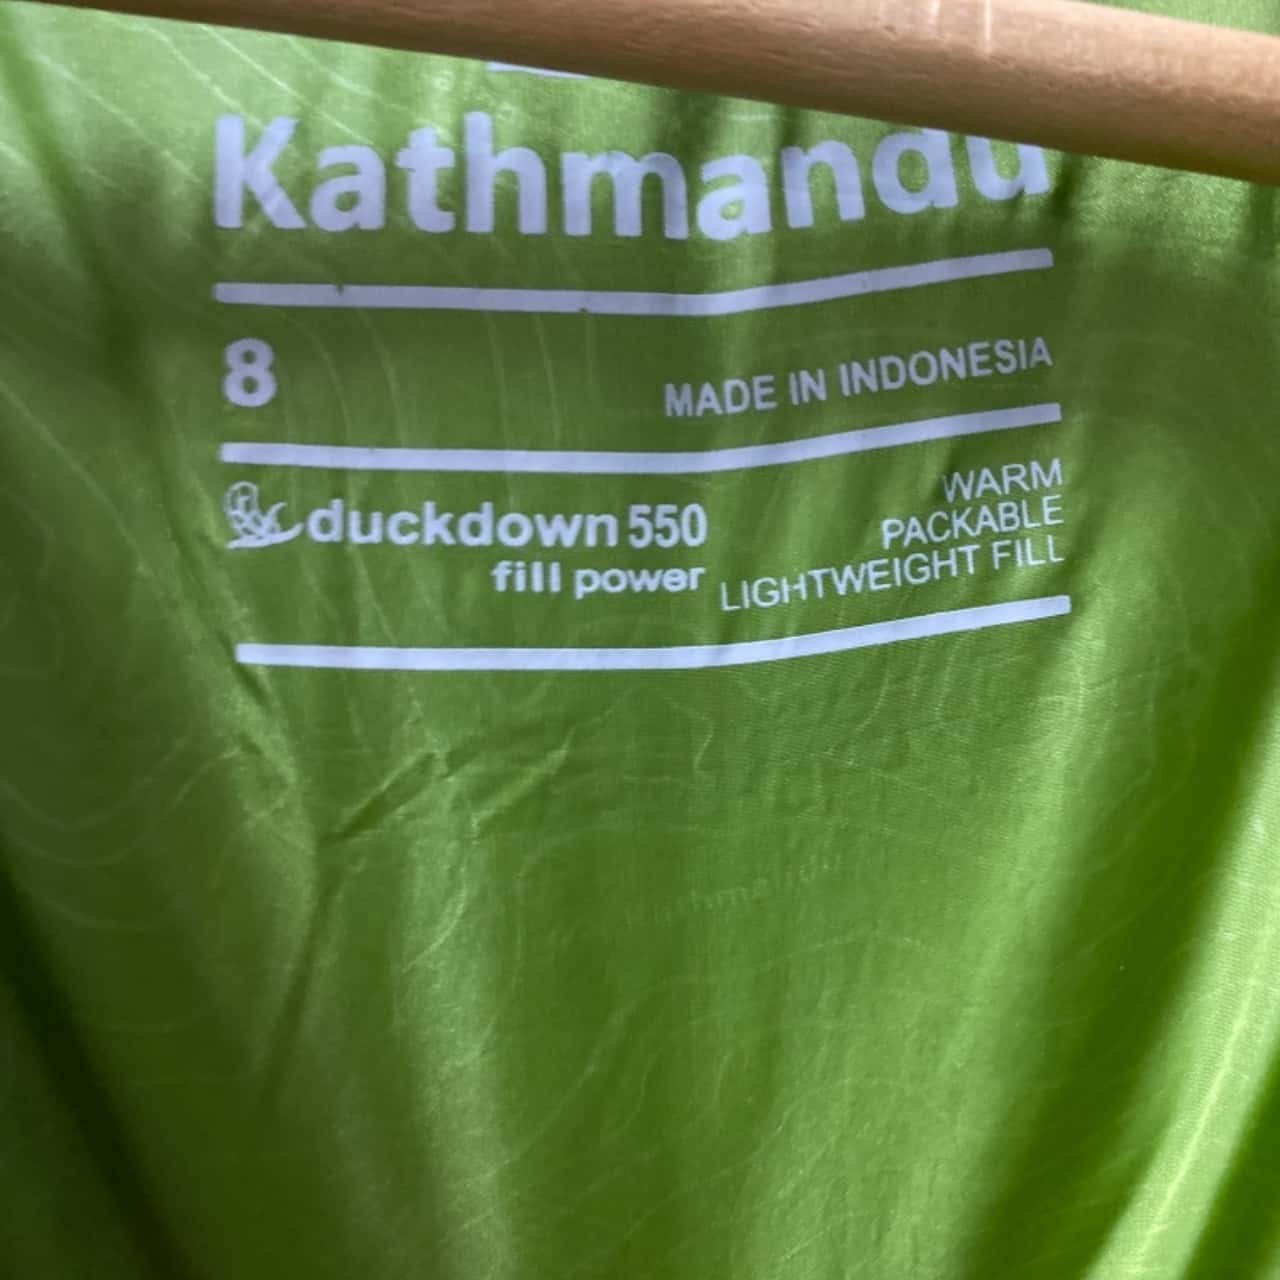 Kathmandu
8
MADE IN INDONESIA
duckdown 550
fill power
WARM
PACKABLE
LIGHTWEIGHT FILL